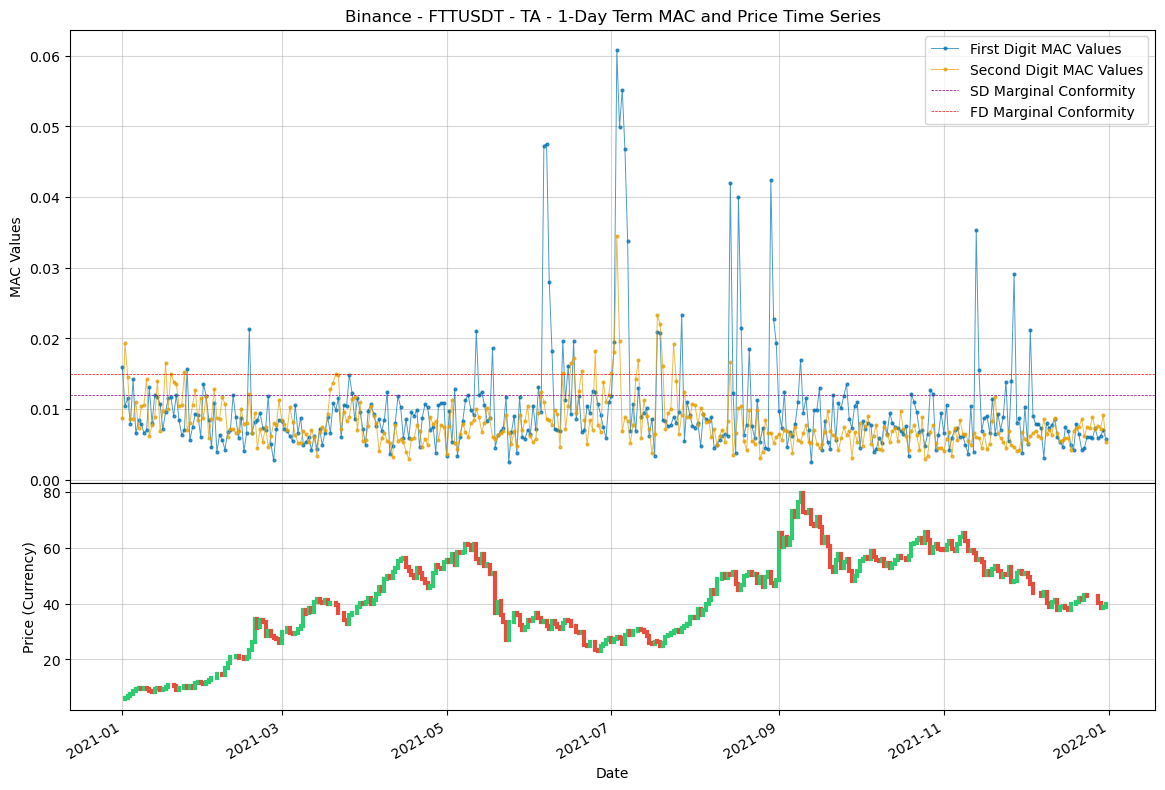 Binance - FTTUSDT - TA - 1-Day Term MAC and Price Time Series
First Digit MAC Values
Second Digit MAC Values
SD Marginal Conformity
FD Marginal Conformity
MAC Values
0.06
0.05
0.04
0.03
0.02
0.01
0.00
Price (Currency)
80
60
40
20
2021-01
2021-03
2021-05
2021-07
2021-09
2021-11
2022-01
Date